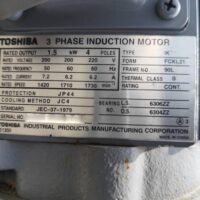 TOSHIBA 3 PHASE INDUCTION MOTOR
RATED OUTPUT 1.5 kW 4 POLES TYPE IK
RATED VOLTAGE 200 200 220 V FORM FCKL21
RATED FREQUENCY 50 60 60 Hz FRAME NO. 90L
RATED CURRENT 7.2 6.2 6.2 A THERMAL CLASS B
RATED SPEED 1420 1710 1730 min⁻¹ RATING CONT.
PROTECTION JP44
COOLING METHOD JC4 BEARING L.S. 6306ZZ
STANDARD JEC-37-1979 NO. O.S. 6304ZZ
TOSHIBA INDUSTRIAL PRODUCTS MANUFACTURING CORPORATION